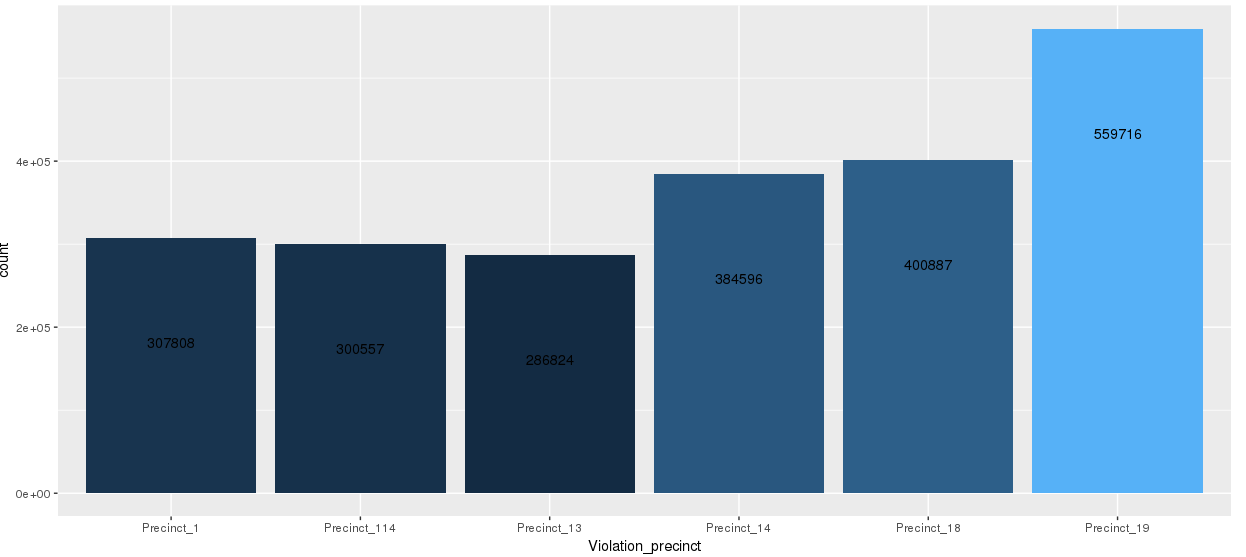 count
4e+05
2e+05
0e+00
559716
400887
384596
307808
300557
286824
Precinct_1 Precinct_114 Precinct_13 Precinct_14 Precinct_18 Precinct_19
Violation_precinct